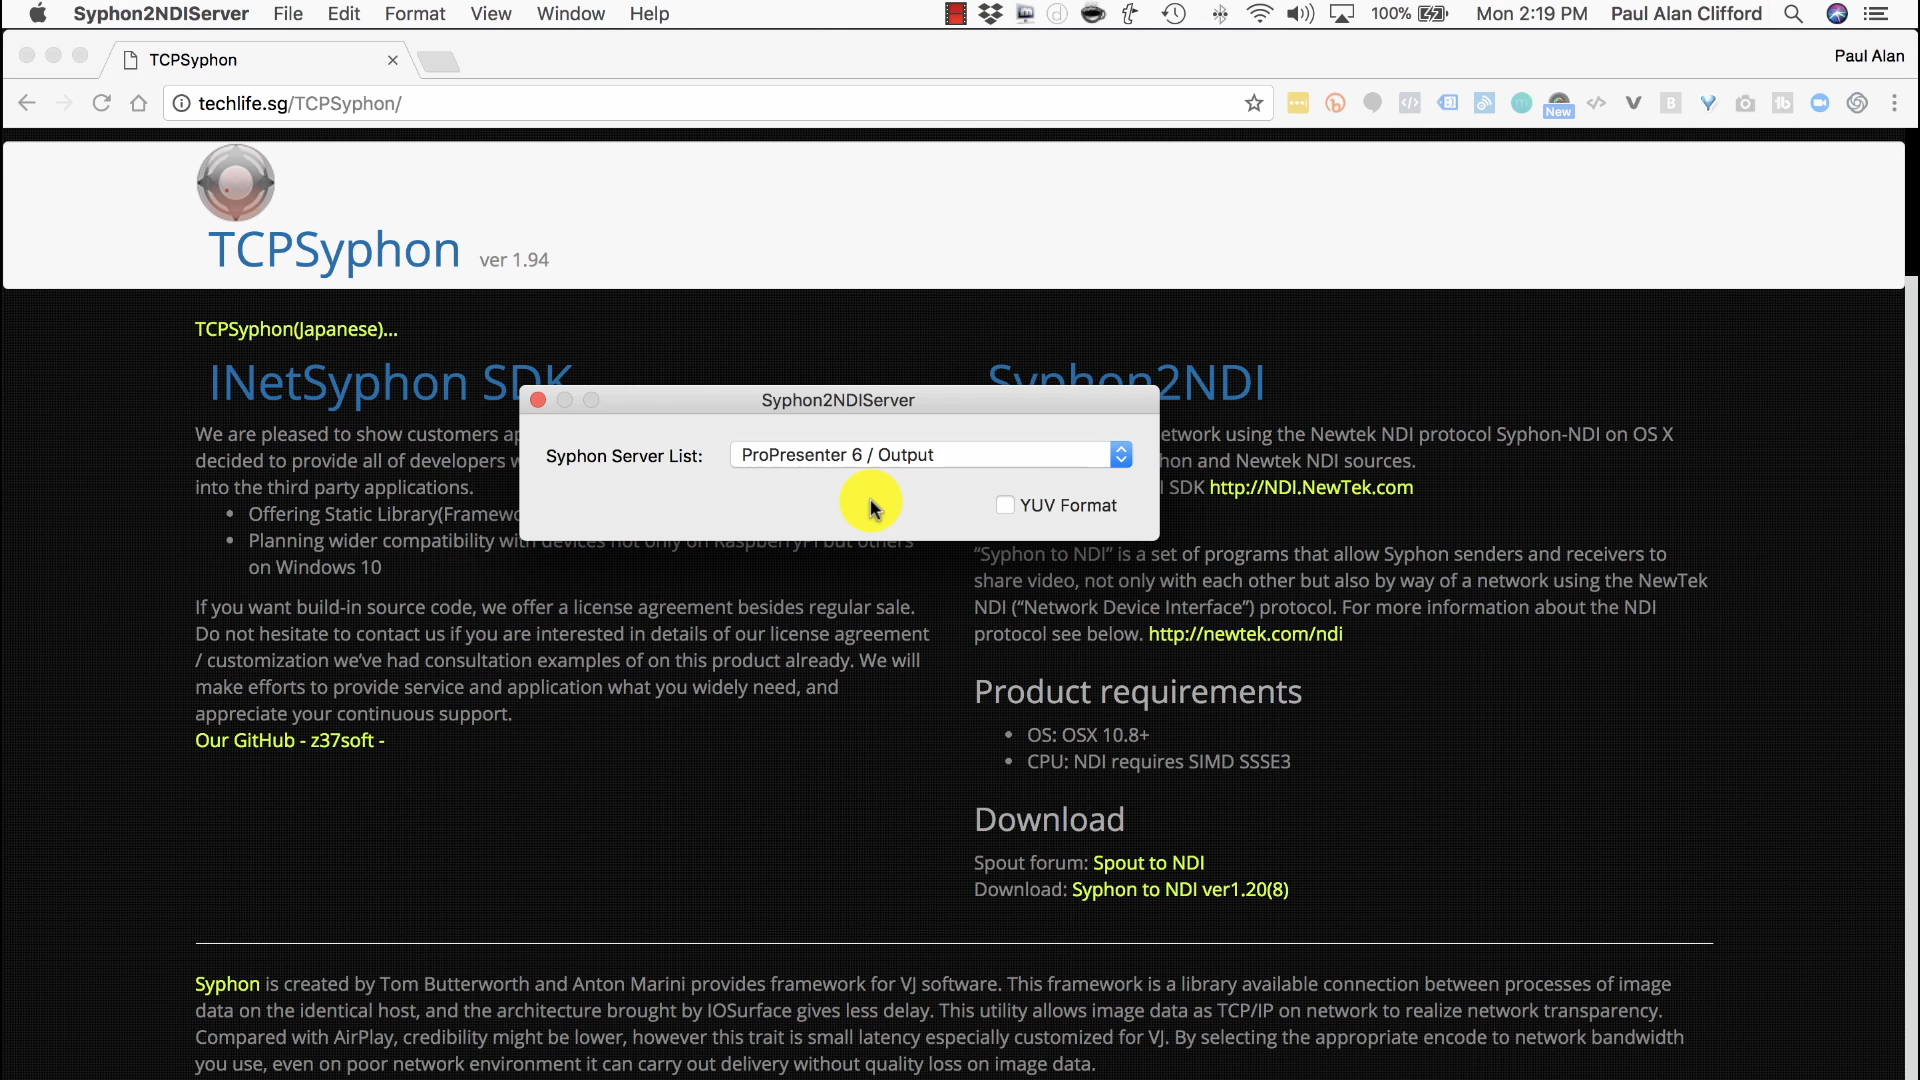 Syphon2NDIServer File Edit Format View Window Help 100% Mon 2:19 PM Paul Alan Clifford
TCPSyphon Paul Alan
techlife.sg/TCPSyphon/ New
TCPSyphon ver 1.94
TCPSyphon(Japanese)...
INetSyphon SDK
We are pleased to show customers
decided to provide all of developers
into the third party applications.
• Offering Static Library(Framew
• Planning wider compatibility with devices not only on RaspberryPi but others
on Windows 10
If you want build-in source code, we offer a license agreement besides regular sale.
Do not hesitate to contact us if you are interested in details of our license agreement
/ customization we've had consultation examples of on this product already. We will
make efforts to provide service and application what you widely need, and
appreciate your continuous support.
Our GitHub - z37soft -
Syphon2NDIServer
Syphon Server List: ProPresenter 6 / Output
YUV Format
Syphon2NDI
etwork using the Newtek NDI protocol Syphon-NDI on OS X
hon and Newtek NDI sources.
SDK http://NDI.NewTek.com
“Syphon to NDI” is a set of programs that allow Syphon senders and receivers to
share video, not only with each other but also by way of a network using the NewTek
NDI (“Network Device Interface”) protocol. For more information about the NDI
protocol see below. http://newtek.com/ndi
Product requirements
• OS: OSX 10.8+
• CPU: NDI requires SIMD SSSE3
Download
Spout forum: Spout to NDI
Download: Syphon to NDI ver1.20(8)
Syphon is created by Tom Butterworth and Anton Marini provides framework for VJ software. This framework is a library available connection between processes of image
data on the identical host, and the architecture brought by IOSurface gives less delay. This utility allows image data as TCP/IP on network to realize network transparency.
Compared with AirPlay, credibility might be lower, however this trait is small latency especially customized for VJ. By selecting the appropriate encode to network bandwidth
you use, even on poor network environment it can carry out delivery without quality loss on image data.